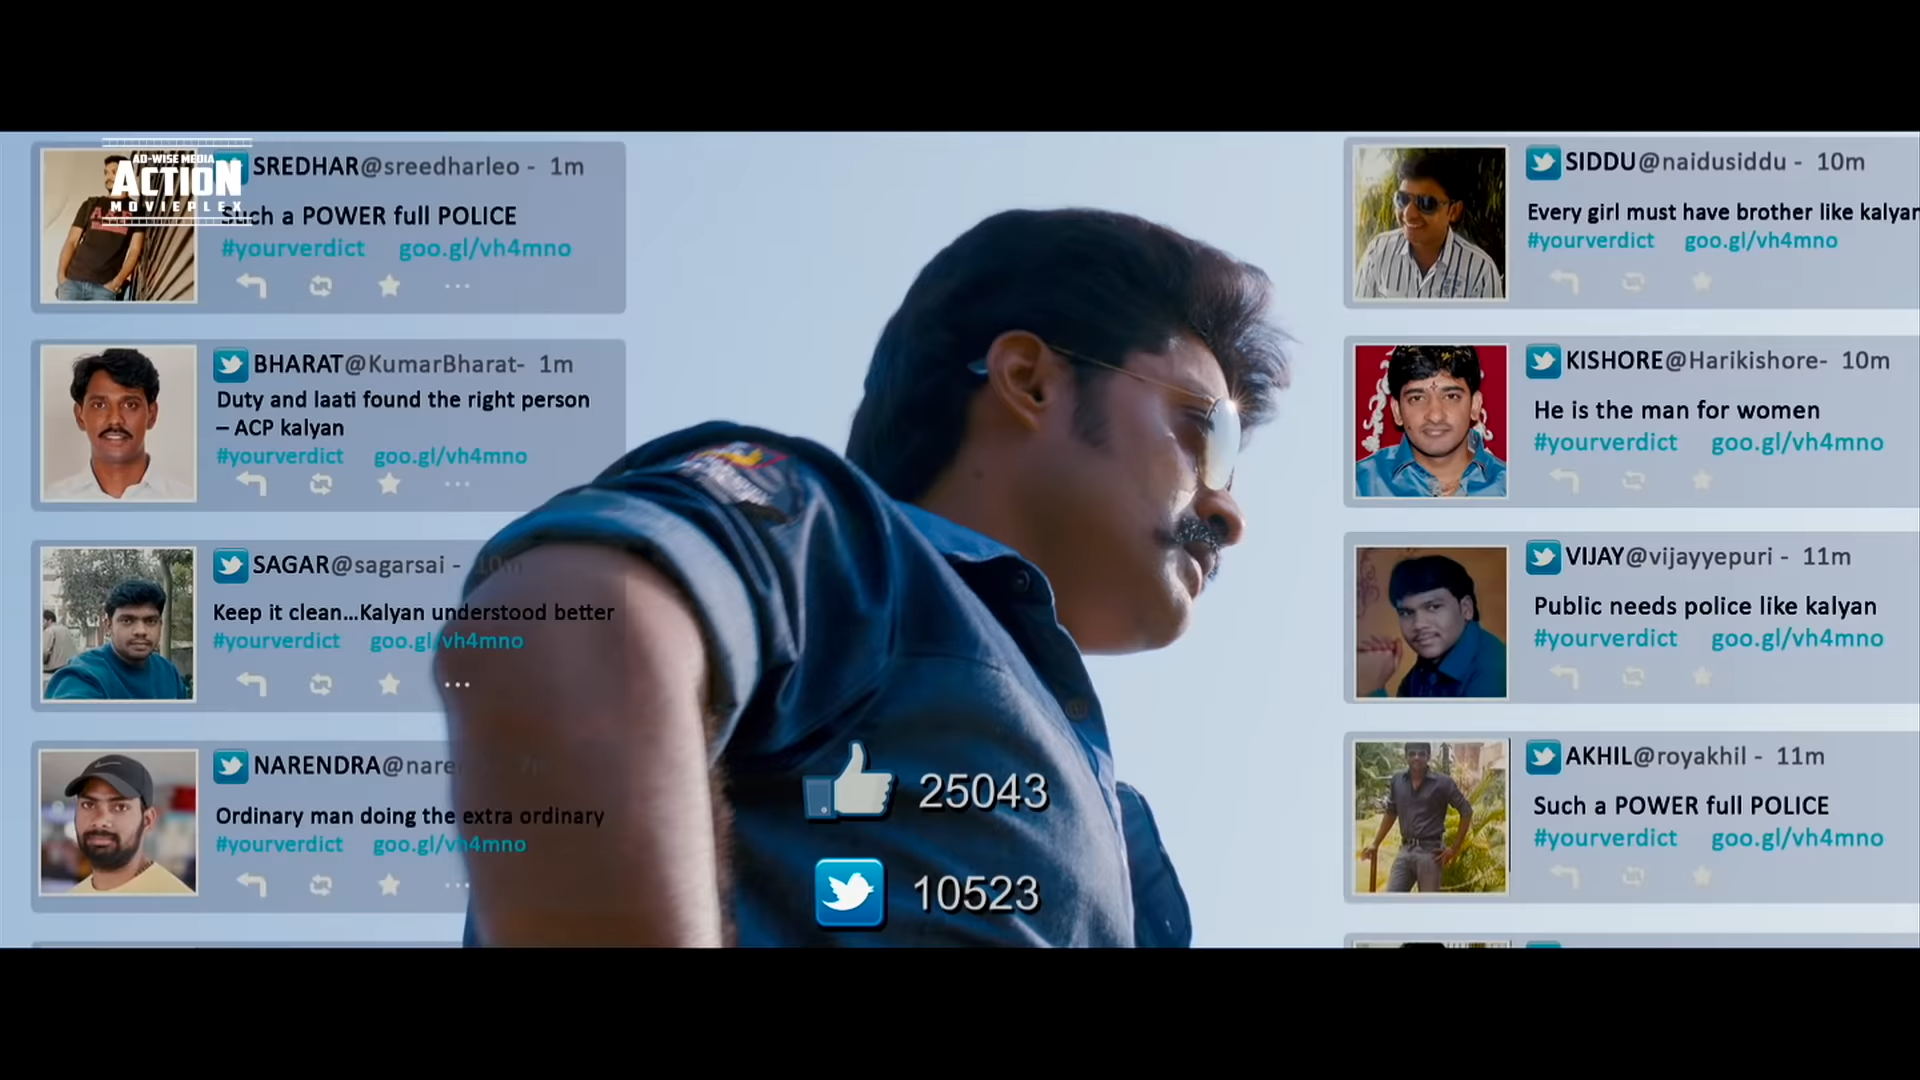 AD-WISE MEDIA
ACTION
MOVIEPLEX
SREDHAR@sreedharleo - 1m
Such a POWER full POLICE
#yourverdict goo.gl/vh4mno
BHARAT@KumarBharat- 1m
Duty and laati found the right person
– ACP kalyan
#yourverdict goo.gl/vh4mno
SAGAR@sagarsai - 10m
Keep it clean...Kalyan understood better
#yourverdict goo.gl/vh4mno
NARENDRA
Ordinary man doing the extra ordinary
#yourverdict goo.gl/vh4mno
25043
10523
SIDDU@naidusiddu - 10m
Every girl must have brother like kalyan
#yourverdict goo.gl/vh4mno
KISHORE@Harikishore- 10m
He is the man for women
#yourverdict goo.gl/vh4mno
VIJAY@vijayyepuri - 11m
Public needs police like kalyan
#yourverdict goo.gl/vh4mno
AKHIL@royakhil - 11m
Such a POWER full POLICE
#yourverdict goo.gl/vh4mno